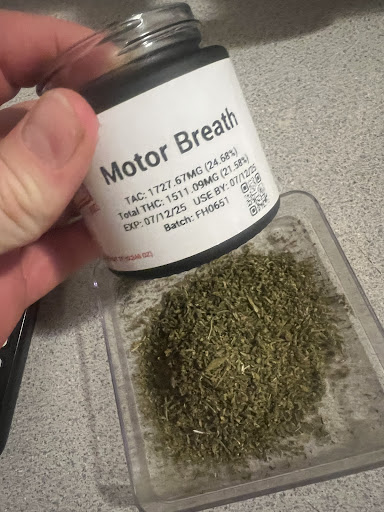 Motor Breath
TAC: 1727.67MG (24.68%)
Total THC: 1511.09MG (21.58%)
EXP: 07/12/25 USE BY: 07/12/25
Batch: FH0651